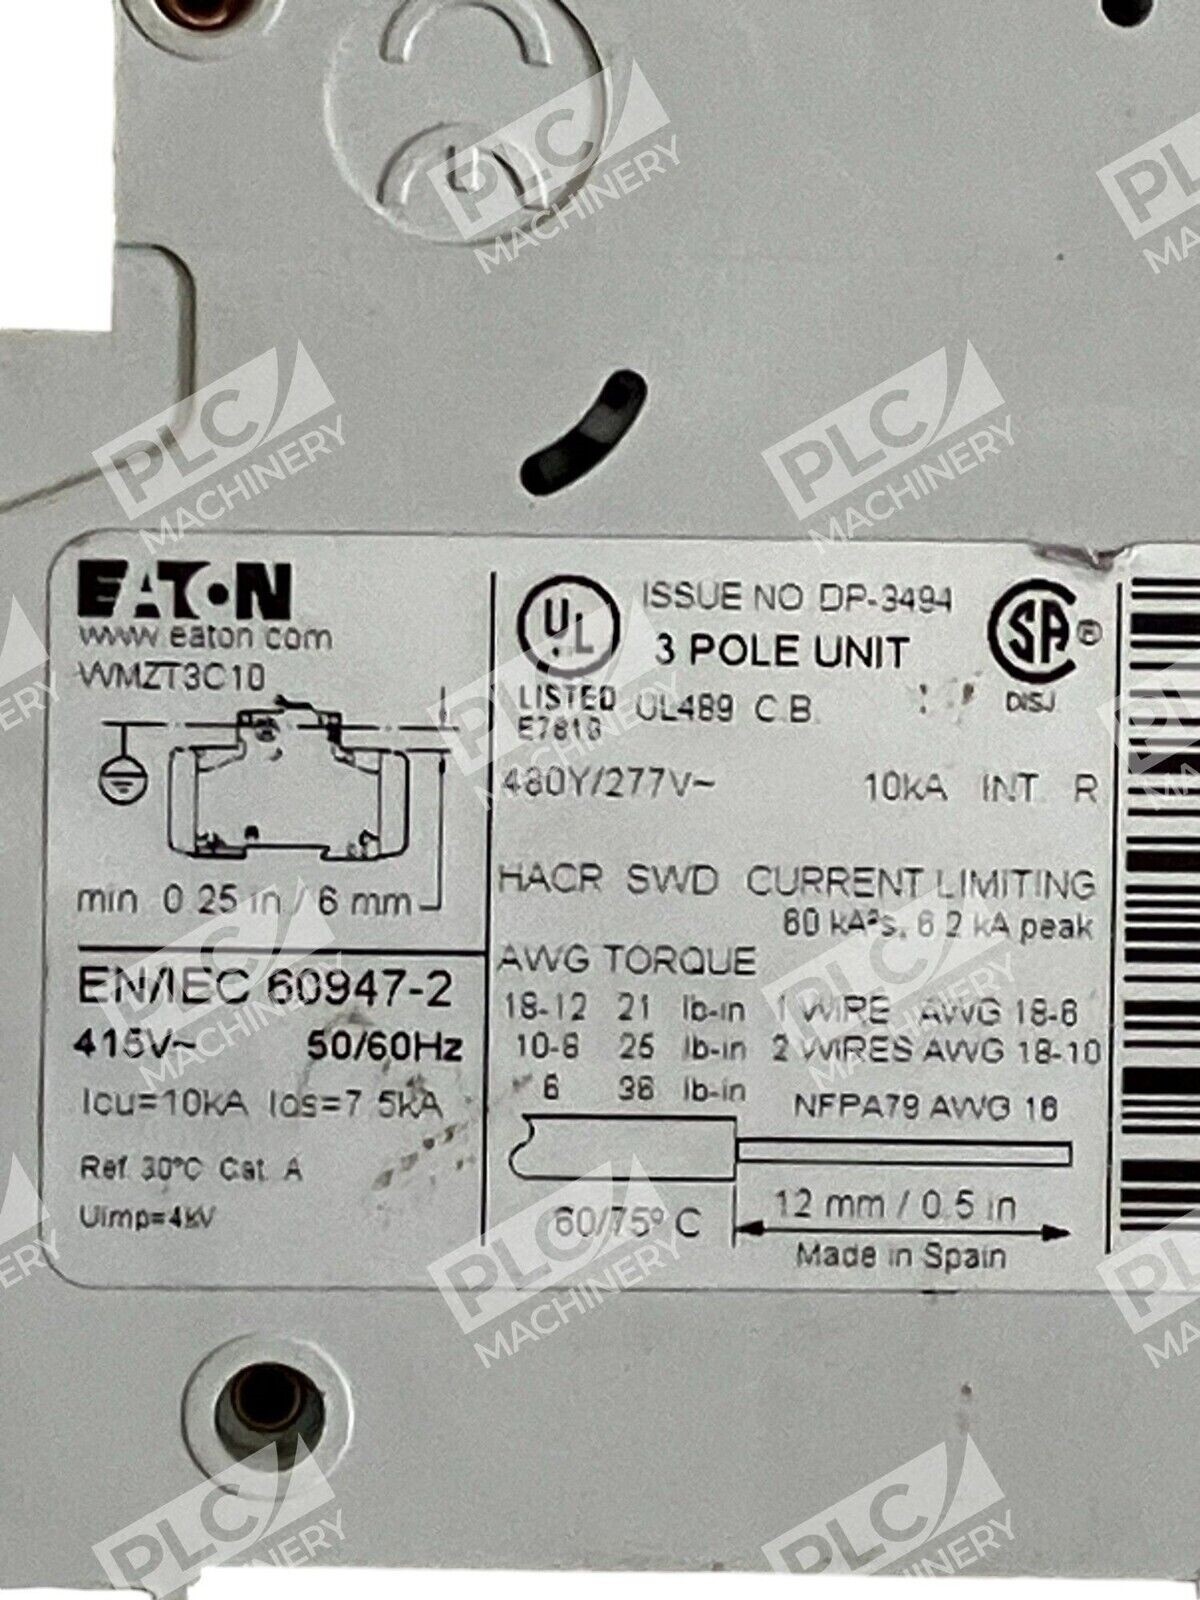 EATON
www.eaton.com
WMZT3C10
min 0.25 in / 6 mm
EN/IEC 60947-2
415V~ 50/60Hz
Icu=10kA Ics=7.5kA
Ref. 30°C Cat. A
Uimp=4kV
UL
LISTED
ISSUE NO DP-3494
3 POLE UNIT
UL489 C.B.
SA ®
DISJ
480Y/277V~ 10kA INT. R
HACR SWD CURRENT LIMITING
60 kA²s, 6.2 kA peak
AWG TORQUE
18-12 21 lb-in 1 WIRE AWG 18-6
10-8 25 lb-in 2 WIRES AWG 18-10
6 36 lb-in NFPA79 AWG 16
60/75° C
12 mm / 0.5 in
Made in Spain
PLC
MACHINERY